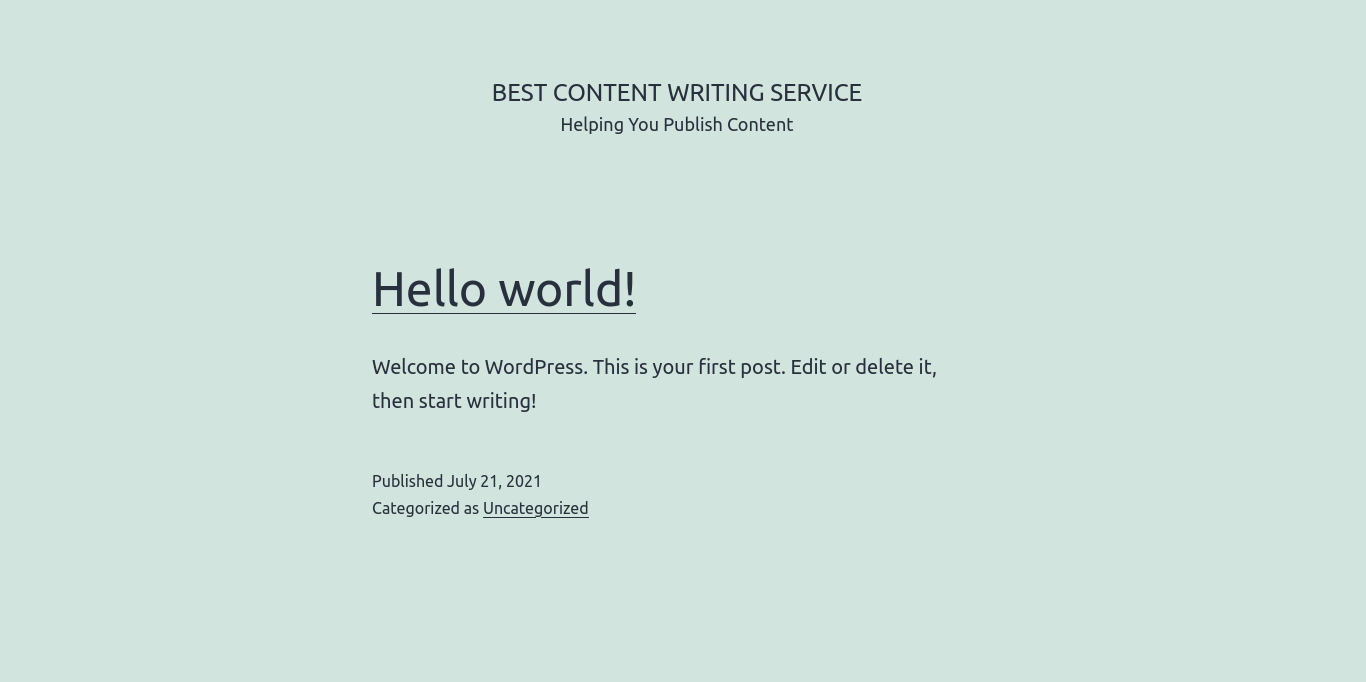 BEST CONTENT WRITING SERVICE
Helping You Publish Content
Hello world!
Welcome to WordPress. This is your first post. Edit or delete it,
then start writing!
Published July 21, 2021
Categorized as Uncategorized